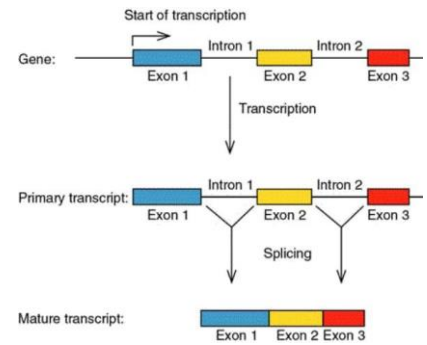 Start of transcription
Gene:
Intron 1 Intron 2
Exon 1 Exon 2 Exon 3
Transcription
Primary transcript:
Intron 1 Intron 2
Exon 1 Exon 2 Exon 3
Splicing
Mature transcript:
Exon 1 Exon 2 Exon 3